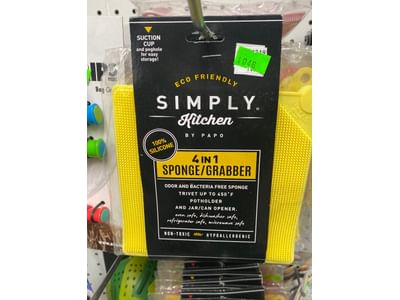 SUCTION
CUP
and peghole
for easy
storage!
ECO FRIENDLY
SIMPLY
Kitchen
BY PAPO
100%
SILICONE
4 IN 1
SPONGE/GRABBER
ODOR AND BACTERIA FREE SPONGE
TRIVET UP TO 450°F
POTHOLDER
AND JAR/CAN OPENER.
oven safe, dishwasher safe,
refrigerator safe, microwave safe
NON-TOXIC
HYPOALLERGENIC